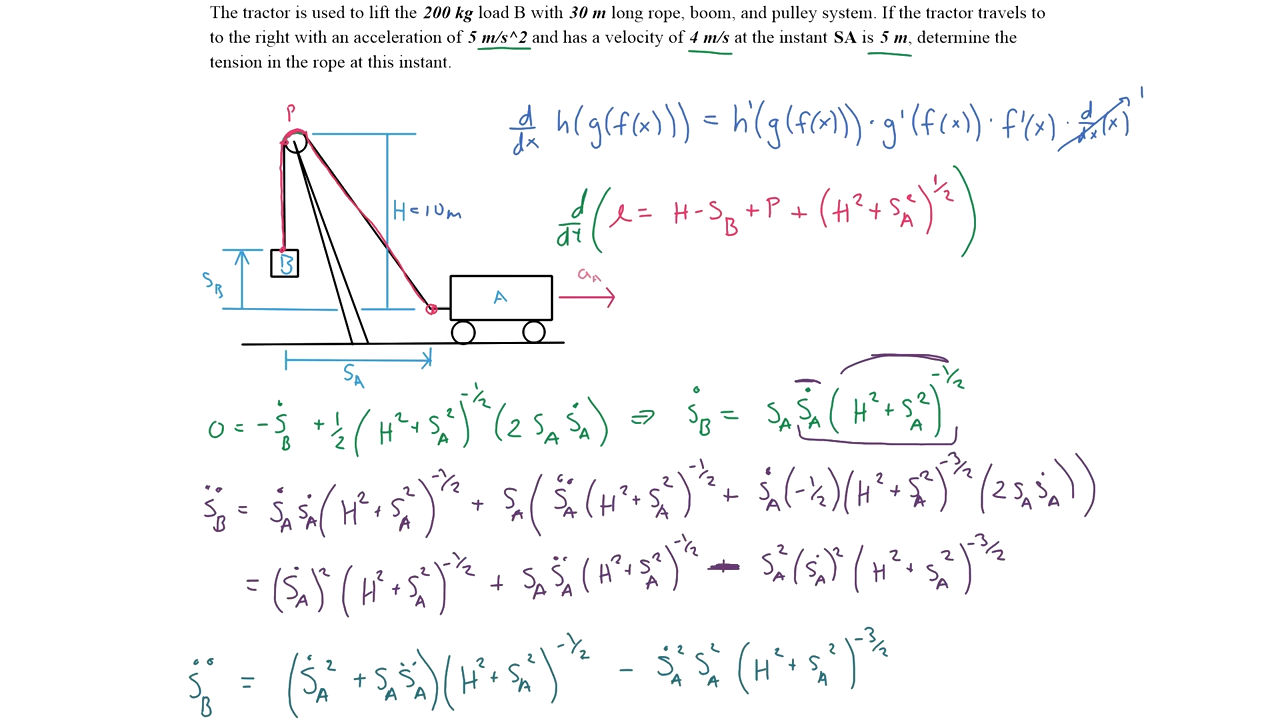 The tractor is used to lift the 200 kg load B with 30 m long rope, boom, and pulley system. If the tractor travels to
to the right with an acceleration of 5 m/s^2 and has a velocity of 4 m/s at the instant SA is 5 m, determine the
tension in the rope at this instant.
d/dx h(g(f(x))) = h'(g(f(x))) · g'(f(x)) · f'(x) · d/dx(x) 1
P
H = 10m
d/dt (l = H - S_B + P + (H² + S_A²)^1/2)
B
S_B
A
a_A
S_A
0 = -Ṡ_B + 1/2 (H² + S_A²)^-1/2 (2 S_A Ṡ_A) ⇒ Ṡ_B = S_A Ṡ_A (H² + S_A²)^-1/2
S̈_B = Ṡ_A Ṡ_A (H² + S_A²)^-1/2 + S_A (S̈_A (H² + S_A²)^-1/2 + Ṡ_A (-1/2) (H² + S_A²)^-3/2 (2 S_A Ṡ_A))
= (Ṡ_A)² (H² + S_A²)^-1/2 + S_A S̈_A (H² + S_A²)^-1/2 - S_A² (Ṡ_A)² (H² + S_A²)^-3/2
S̈_B = (Ṡ_A² + S_A S̈_A) (H² + S_A²)^-1/2 - Ṡ_A² S_A² (H² + S_A²)^-3/2